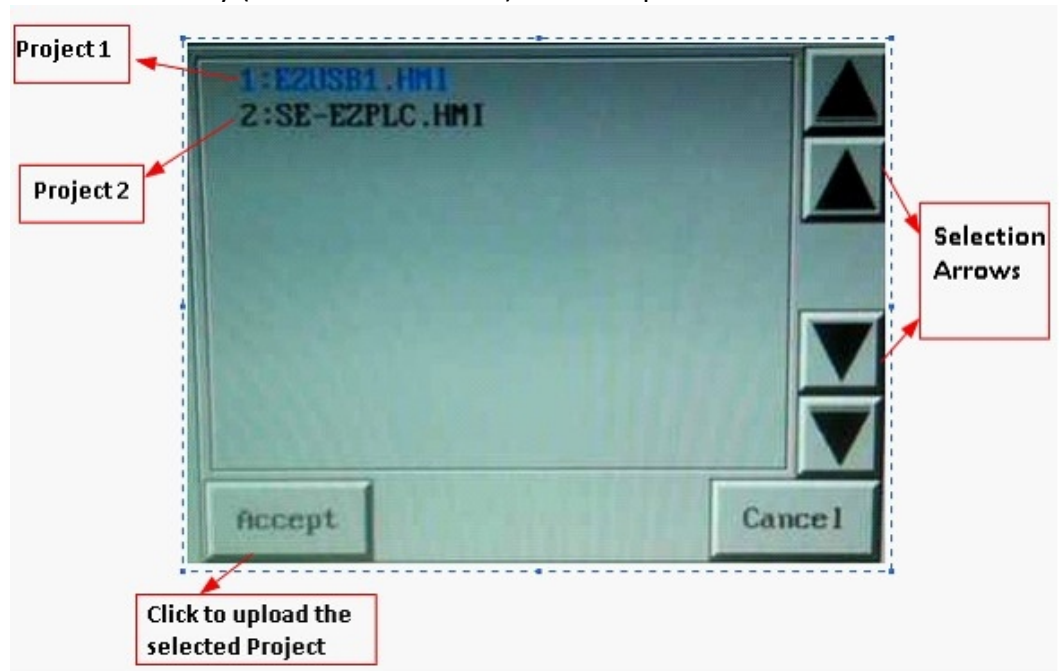 Project 1
1:EZUSB1.HMI
2:SE-EZPLC.HMI
Project 2
Selection
Arrows
Accept
Cancel
Click to upload the
selected Project